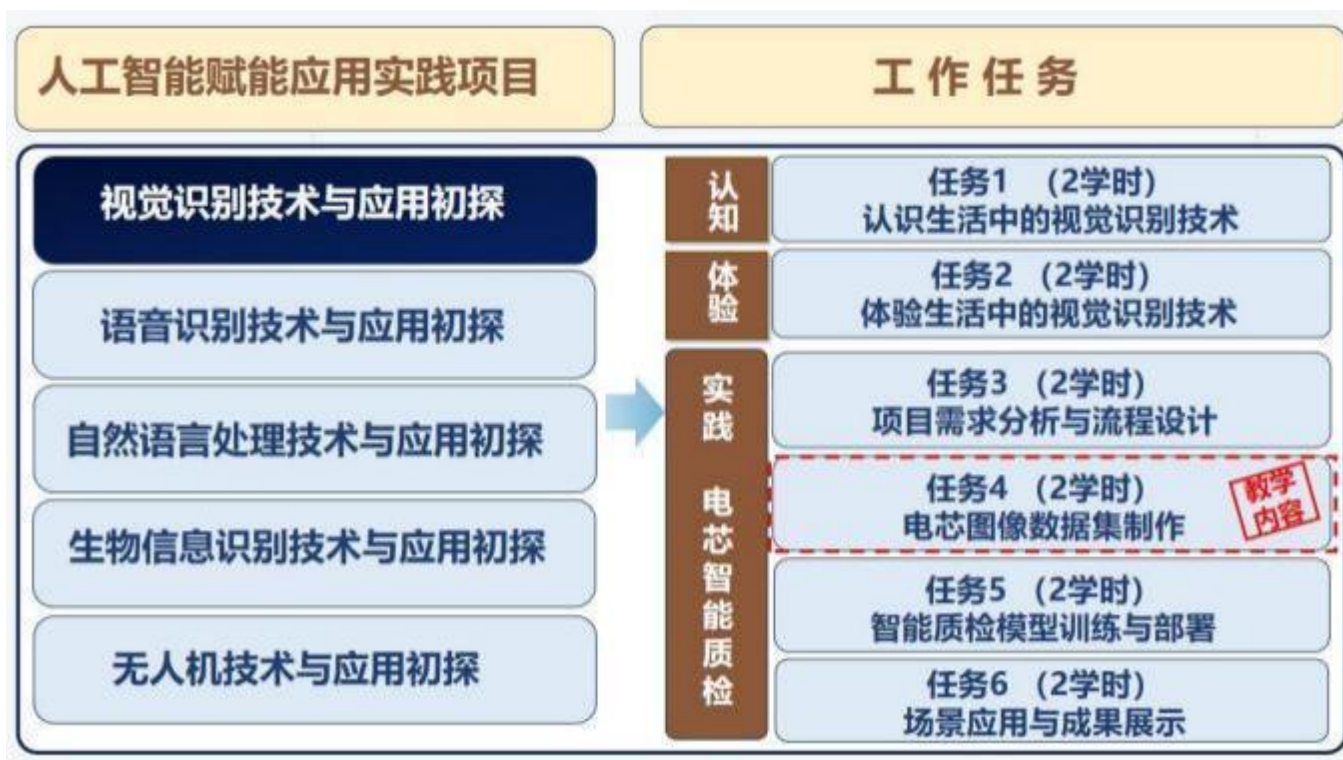 人工智能赋能应用实践项目
工作任务
视觉识别技术与应用初探
语音识别技术与应用初探
自然语言处理技术与应用初探
生物信息识别技术与应用初探
无人机技术与应用初探
认知
任务1 (2学时)
认识生活中的视觉识别技术
体验
任务2 (2学时)
体验生活中的视觉识别技术
实践 电芯智能质检
任务3 (2学时)
项目需求分析与流程设计
任务4 (2学时)
电芯图像数据集制作
教学
内容
任务5 (2学时)
智能质检模型训练与部署
任务6 (2学时)
场景应用与成果展示